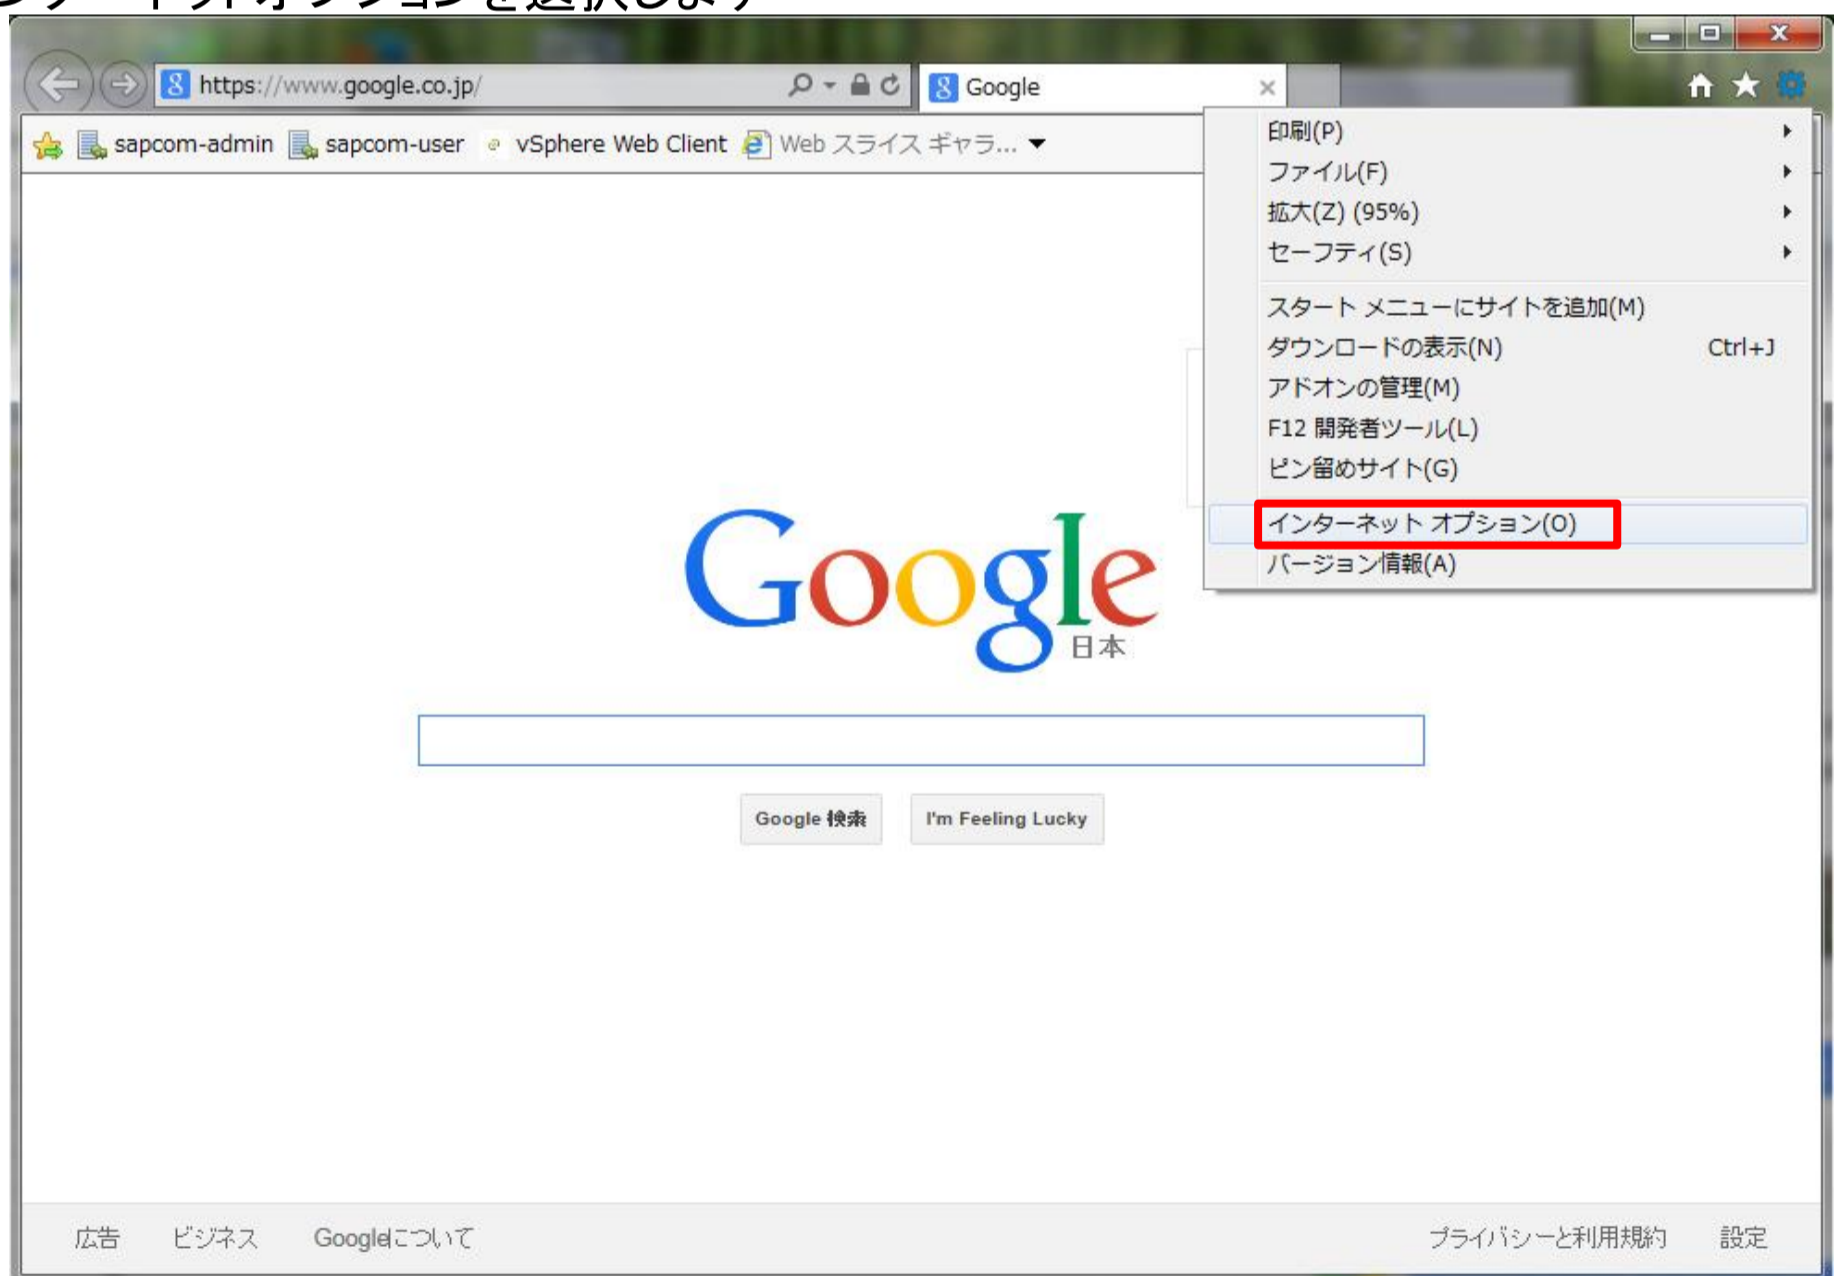 https://www.google.co.jp/
Google
sapcom-admin sapcom-user vSphere Web Client Web スライス ギャラ...
印刷(P)
ファイル(F)
拡大(Z) (95%)
セーフティ(S)
スタート メニューにサイトを追加(M)
ダウンロードの表示(N) Ctrl+J
アドオンの管理(M)
F12 開発者ツール(L)
ピン留めサイト(G)
インターネット オプション(O)
バージョン情報(A)
Google
日本
Google 検索 I'm Feeling Lucky
広告 ビジネス Googleについて プライバシーと利用規約 設定